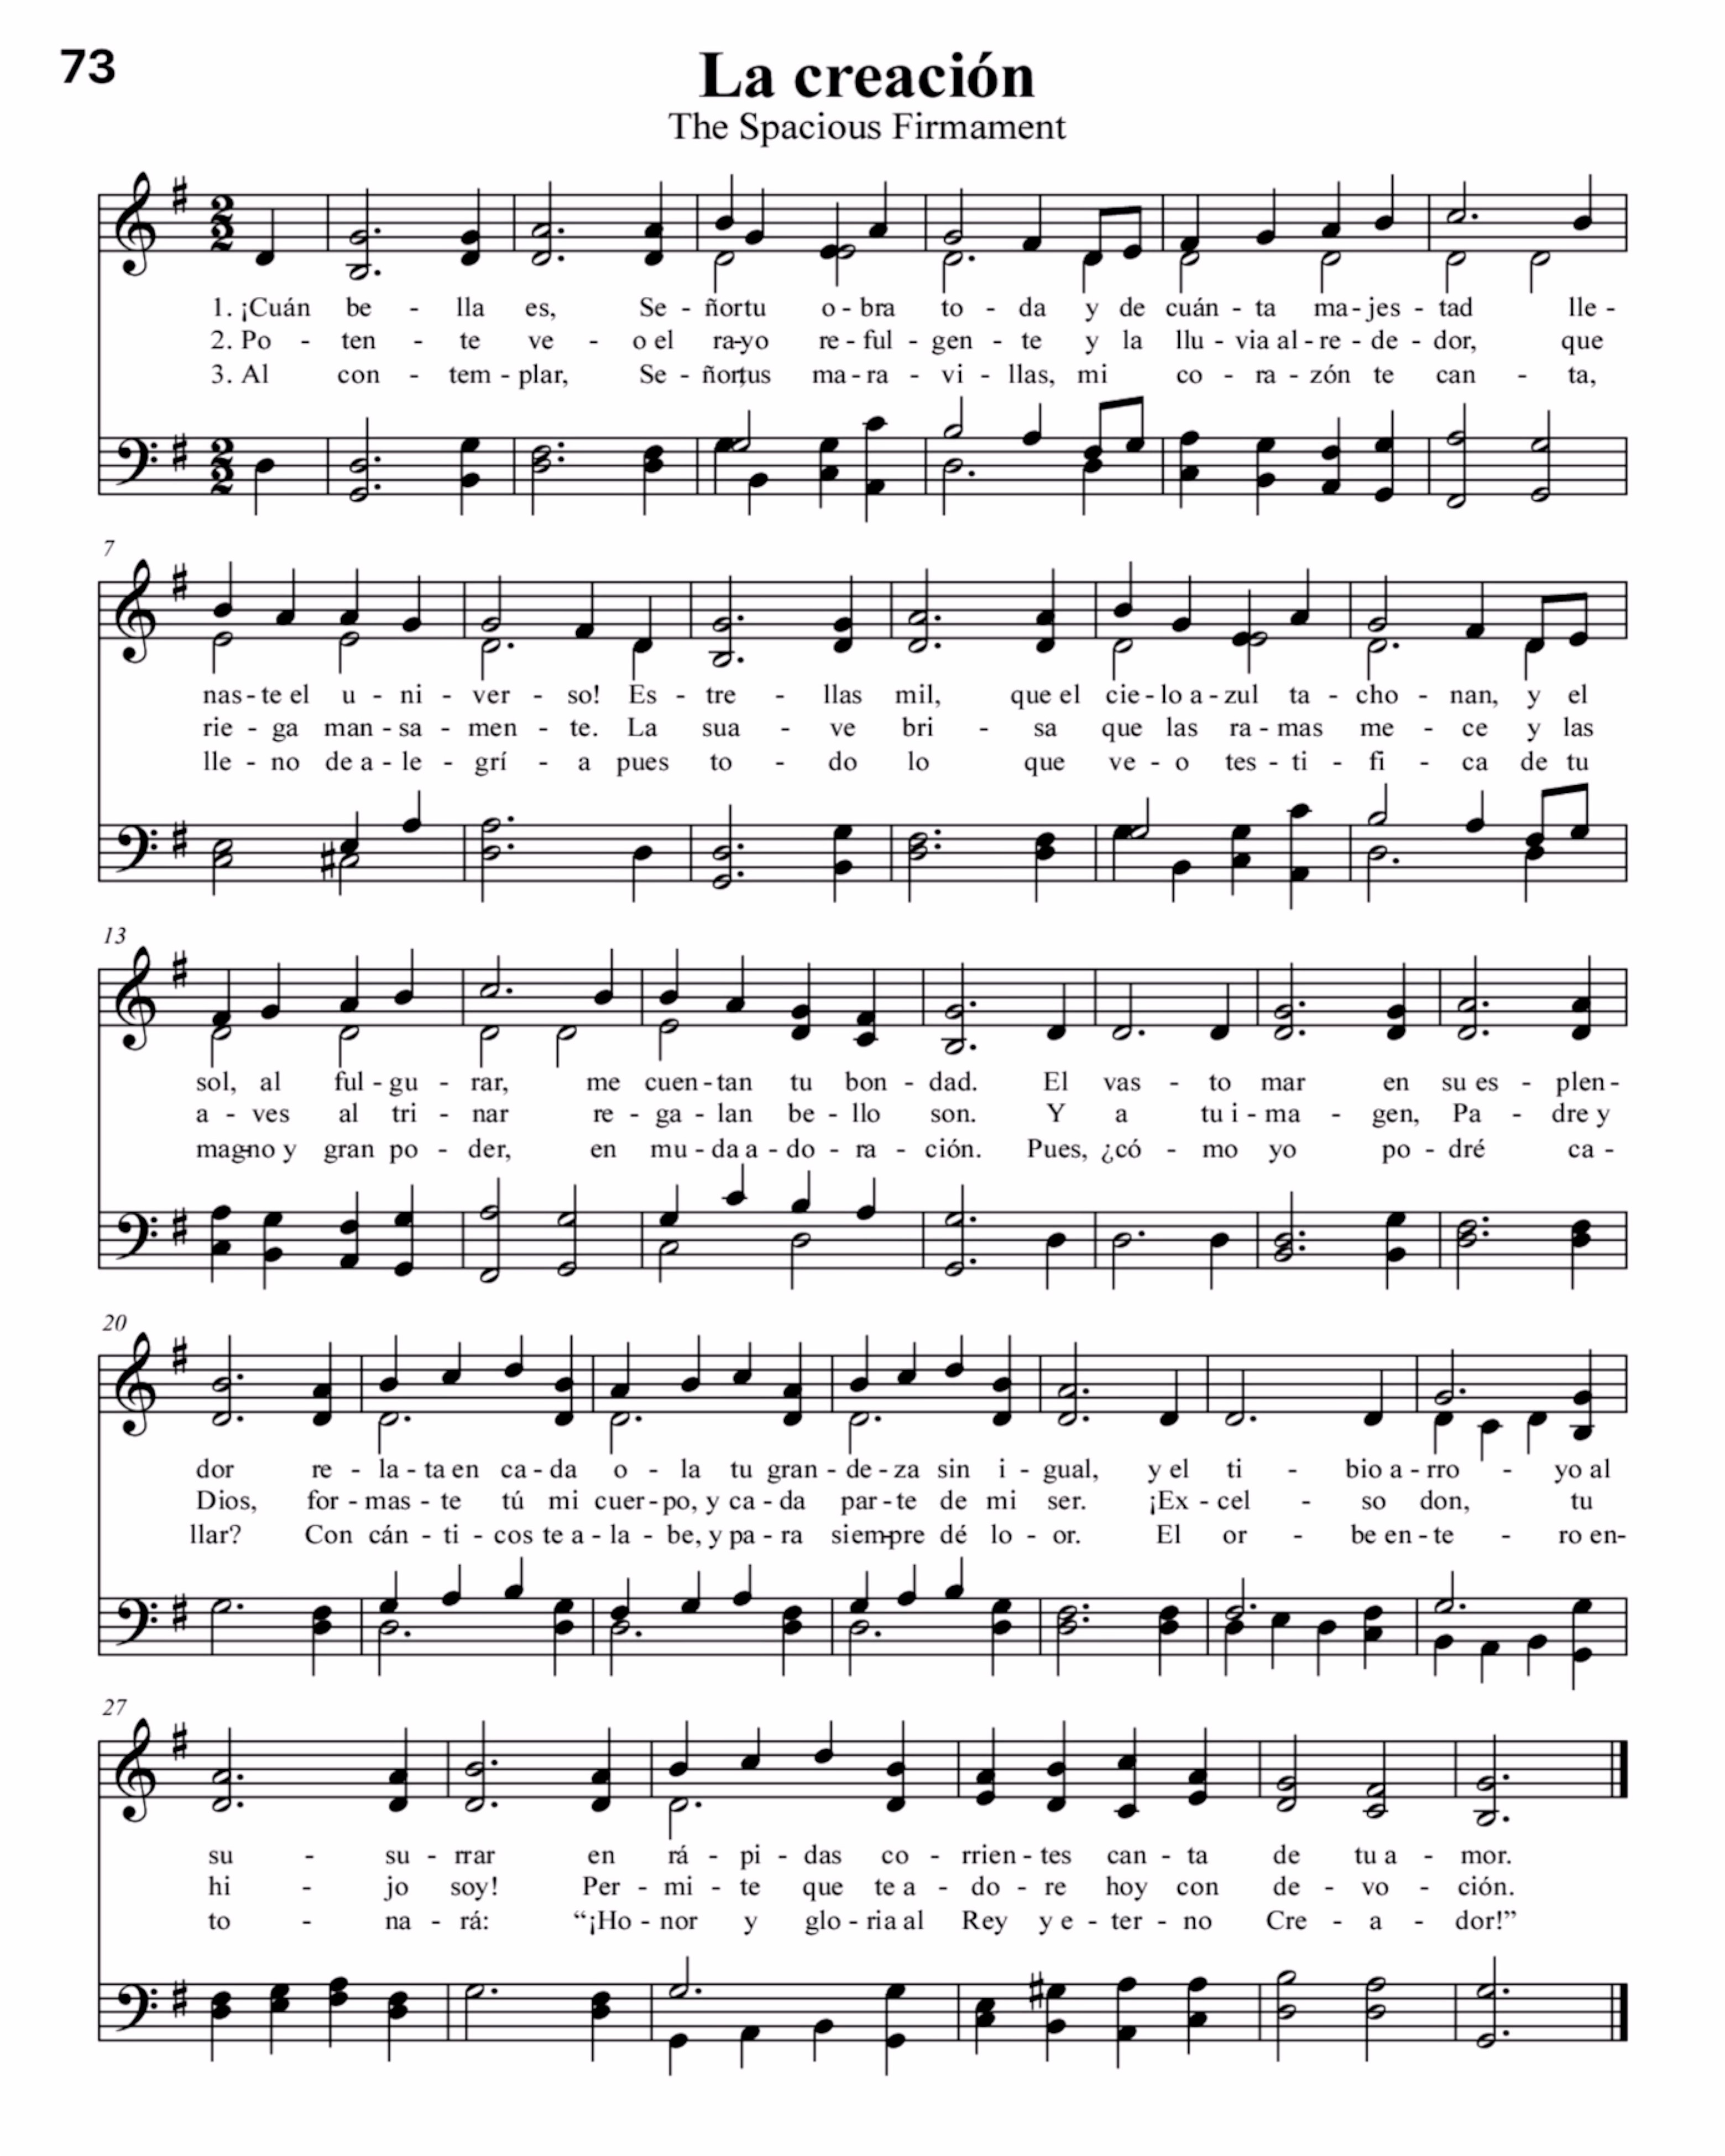 73
La creación
The Spacious Firmament
1. ¡Cuán be - lla es, Se - ñor tu o - bra to - da y de cuán - ta ma - jes - tad lle -
2. Po - ten - te ve - o el ra - yo re - ful - gen - te y la llu - via al - re - de - dor, que
3. Al con - tem - plar, Se - ñor, tus ma - ra - vi - llas, mi co - ra - zón te can - ta,
7
nas - te el u - ni - ver - so! Es - tre - llas mil, que el cie - lo a - zul ta - cho - nan, y el
rie - ga man - sa - men - te. La sua - ve bri - sa que las ra - mas me - ce y las
lle - no de a - le - grí - a pues to - do lo que ve - o tes - ti - fi - ca de tu
13
sol, al ful - gu - rar, me cuen - tan tu bon - dad. El vas - to mar en su es - plen -
a - ves al tri - nar re - ga - lan be - llo son. Y a tu i - ma - gen, Pa - dre y
mag - no y gran po - der, en mu - da a - do - ra - ción. Pues, ¿có - mo yo po - dré ca -
20
dor re - la - ta en ca - da o - la tu gran - de - za sin i - gual, y el ti - bio a - rro - yo al
Dios, for - mas - te tú mi cuer - po, y ca - da par - te de mi ser. ¡Ex - cel - so don, tu
llar? Con cán - ti - cos te a - la - be, y pa - ra siem - pre dé lo - or. El or - be en - te - ro en-
27
su - su - rrar en rá - pi - das co - rrien - tes can - ta de tu a - mor.
hi - jo soy! Per - mi - te que te a - do - re hoy con de - vo - ción.
to - na - rá: “¡Ho - nor y glo - ria al Rey y e - ter - no Cre - a - dor!”